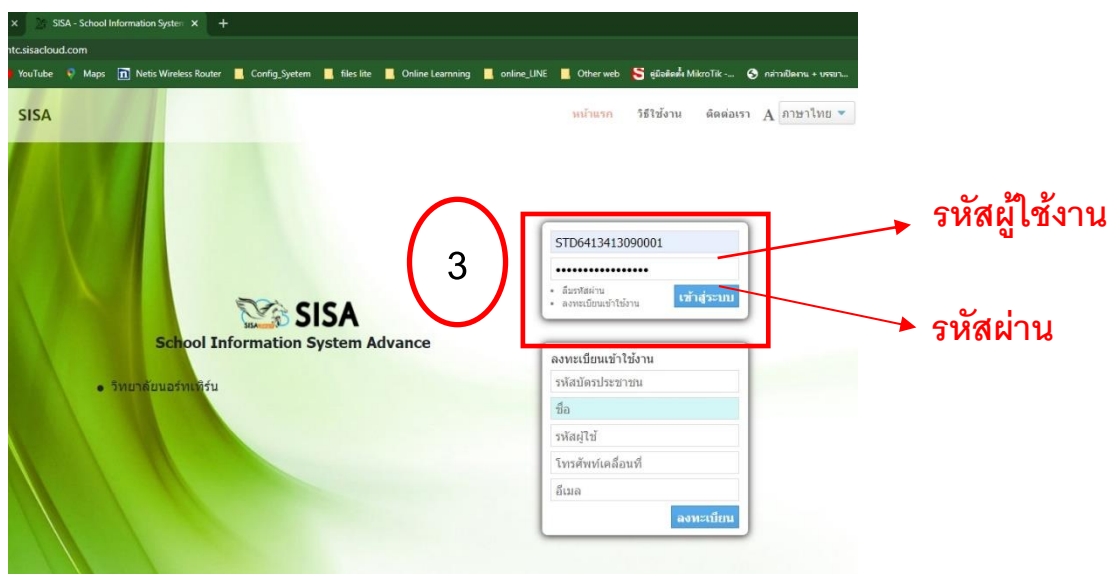 SISA - School Information System
ntc.sisacloud.com
YouTube Maps Netis Wireless Router Config_Syetem files lite Online Learnning online_LINE Other web คู่มือติดตั้ง MikroTik -...
SISA หน้าแรก วิธีใช้งาน ติดต่อเรา A ภาษาไทย
รหัสผู้ใช้งาน
STD6413413090001
3
ลืมรหัสผ่าน
ลงทะเบียนเข้าใช้งาน
เข้าสู่ระบบ
รหัสผ่าน
SISA
School Information System Advance
วิทยาลัยนอร์ทเทิร์น
ลงทะเบียนเข้าใช้งาน
รหัสบัตรประชาชน
ชื่อ
รหัสผู้ใช้
โทรศัพท์เคลื่อนที่
อีเมล
ลงทะเบียน